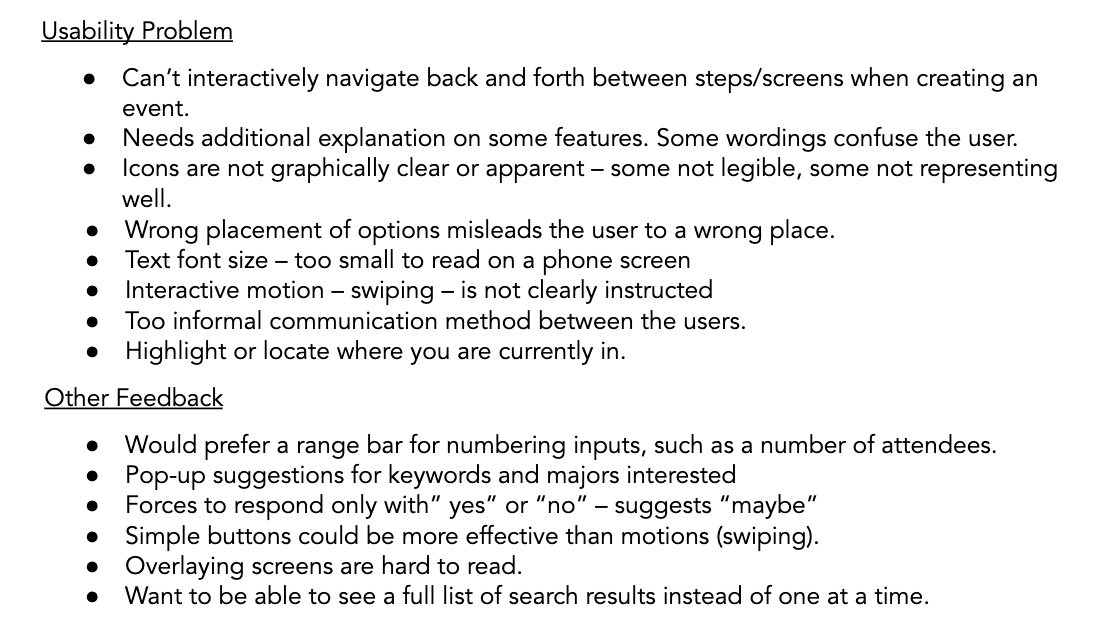 Usability Problem
● Can’t interactively navigate back and forth between steps/screens when creating an
event.
● Needs additional explanation on some features. Some wordings confuse the user.
● Icons are not graphically clear or apparent – some not legible, some not representing
well.
● Wrong placement of options misleads the user to a wrong place.
● Text font size – too small to read on a phone screen
● Interactive motion – swiping – is not clearly instructed
● Too informal communication method between the users.
● Highlight or locate where you are currently in.
Other Feedback
● Would prefer a range bar for numbering inputs, such as a number of attendees.
● Pop-up suggestions for keywords and majors interested
● Forces to respond only with” yes” or “no” – suggests “maybe”
● Simple buttons could be more effective than motions (swiping).
● Overlaying screens are hard to read.
● Want to be able to see a full list of search results instead of one at a time.